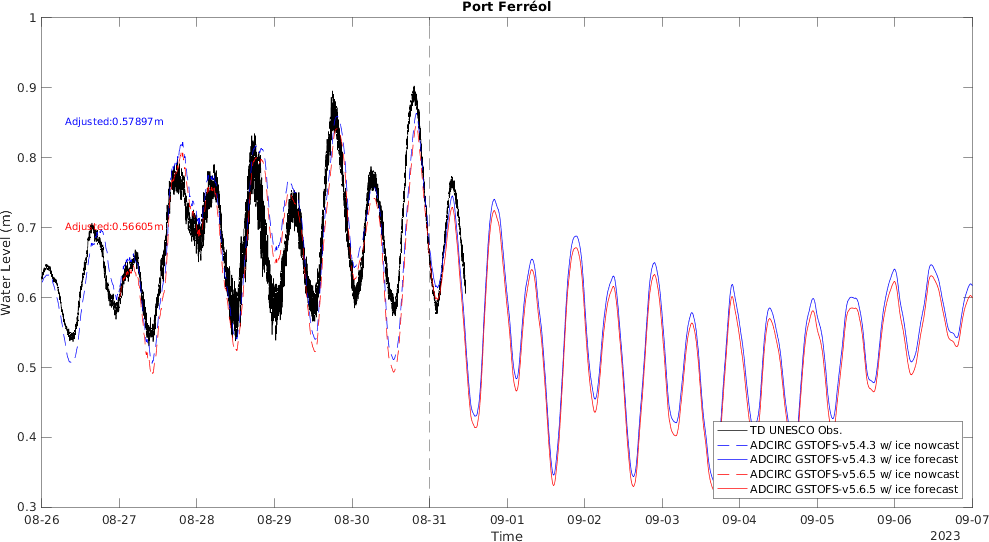 Port Ferréol
1
0.9
0.8
0.7
0.6
0.5
0.4
0.3
Water Level (m)
Adjusted:0.57897m
Adjusted:0.56605m
TD UNESCO Obs.
ADCIRC GSTOFS-v5.4.3 w/ ice nowcast
ADCIRC GSTOFS-v5.4.3 w/ ice forecast
ADCIRC GSTOFS-v5.6.5 w/ ice nowcast
ADCIRC GSTOFS-v5.6.5 w/ ice forecast
08-26 08-27 08-28 08-29 08-30 08-31 09-01 09-02 09-03 09-04 09-05 09-06 09-07
Time
2023